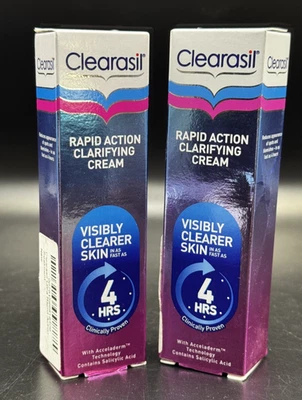 Clearasil®
RAPID ACTION
CLARIFYING
CREAM
VISIBLY
CLEARER
SKIN IN AS
FAST AS
4
HRS
Clinically Proven
With Acceladerm™
Technology
Contains Salicylic Acid
Clearasil®
RAPID ACTION
CLARIFYING
CREAM
VISIBLY
CLEARER
SKIN IN AS
FAST AS
4
HRS
Clinically Proven
With Acceladerm™
Technology
Contains Salicylic Acid